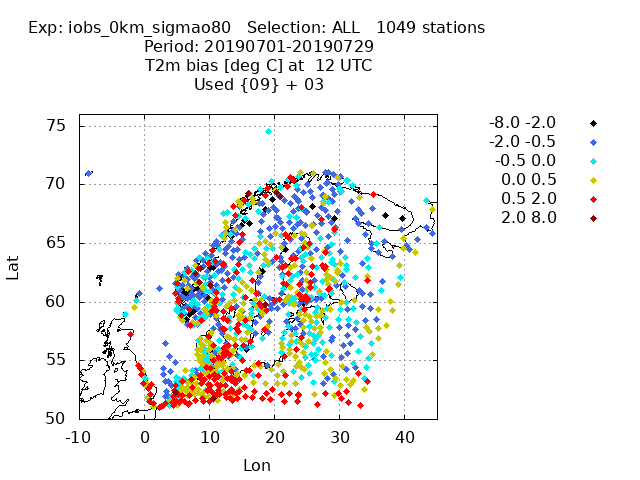 Exp: iobs_0km_sigmao80   Selection: ALL   1049 stations
Period: 20190701-20190729
T2m bias [deg C] at  12 UTC
Used {09} + 03
-8.0 -2.0
-2.0 -0.5
-0.5 0.0
0.0 0.5
0.5 2.0
2.0 8.0
75
70
65
60
55
50
Lat
-10 0 10 20 30 40
Lon